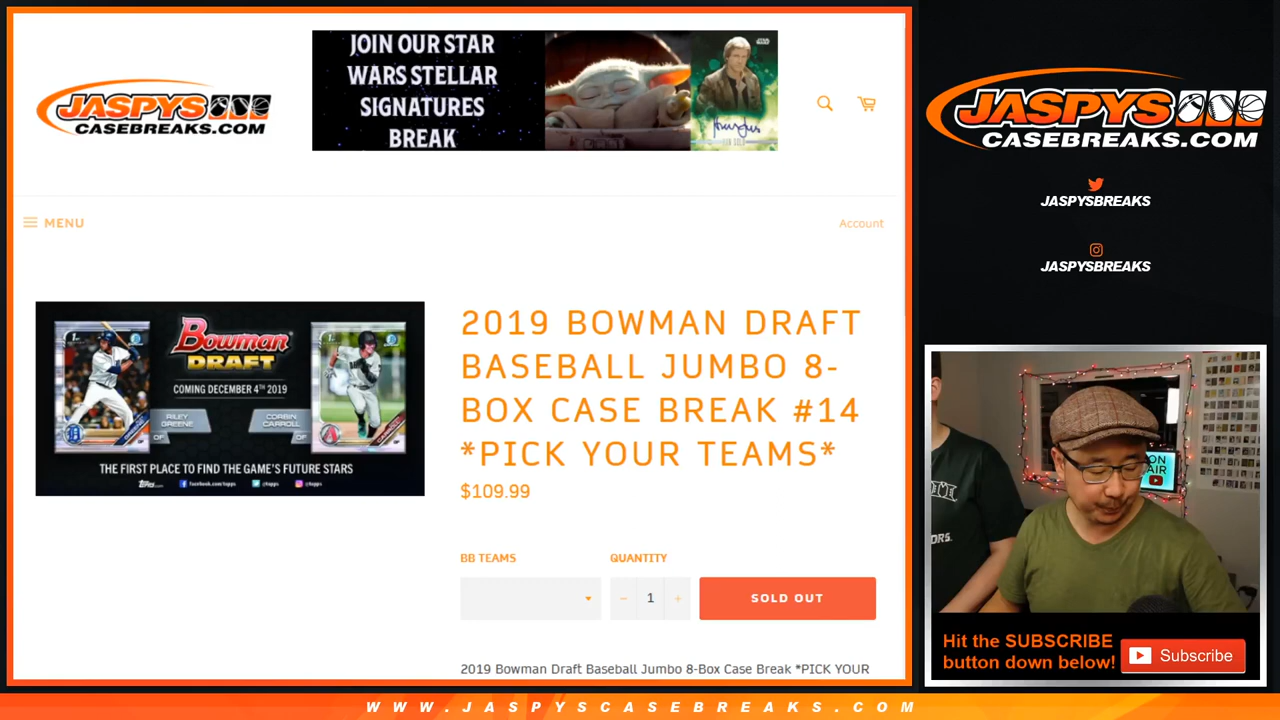 JOIN OUR STAR
WARS STELLAR
SIGNATURES
BREAK
JASPYS
CASEBREAKS.COM
MENU
Account
Bowman
DRAFT
COMING DECEMBER 4TH 2019
RILEY
GREENE
OF
CORBIN
CARROLL
OF
THE FIRST PLACE TO FIND THE GAME'S FUTURE STARS
2019 BOWMAN DRAFT
BASEBALL JUMBO 8-
BOX CASE BREAK #14
*PICK YOUR TEAMS*
$109.99
BB TEAMS
QUANTITY
− 1 +
SOLD OUT
2019 Bowman Draft Baseball Jumbo 8-Box Case Break *PICK YOUR
JASPYS
CASEBREAKS.COM
JASPYSBREAKS
JASPYSBREAKS
ON
AIR
Hit the SUBSCRIBE
button down below!
Subscribe
WWW.JASPYSCASEBREAKS.COM